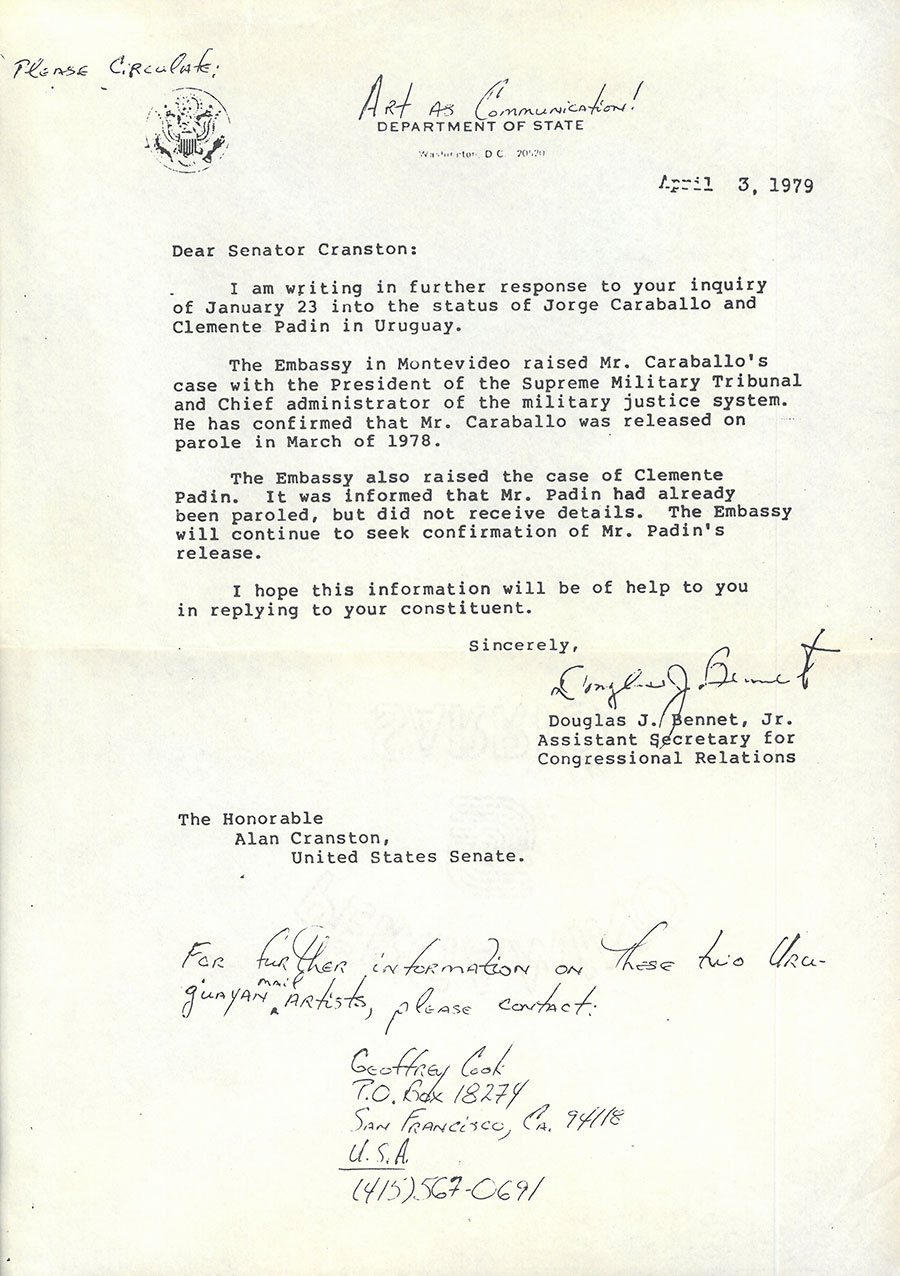 Please Circulate:
Art as Communication!
DEPARTMENT OF STATE
Washington, D.C. 20520
April 3, 1979
Dear Senator Cranston:
I am writing in further response to your inquiry
of January 23 into the status of Jorge Caraballo and
Clemente Padin in Uruguay.
The Embassy in Montevideo raised Mr. Caraballo's
case with the President of the Supreme Military Tribunal
and Chief administrator of the military justice system.
He has confirmed that Mr. Caraballo was released on
parole in March of 1978.
The Embassy also raised the case of Clemente
Padin. It was informed that Mr. Padin had already
been paroled, but did not receive details. The Embassy
will continue to seek confirmation of Mr. Padin's
release.
I hope this information will be of help to you
in replying to your constituent.
Sincerely,
Douglas J. Bennet
Douglas J. Bennet, Jr.
Assistant Secretary for
Congressional Relations
The Honorable
Alan Cranston,
United States Senate.
For further information on these two Uru-
guayan mail artists, please contact:
Geoffrey Cook
P.O. Box 18274
San Francisco, Ca. 94118
U.S.A.
(415) 567-0691